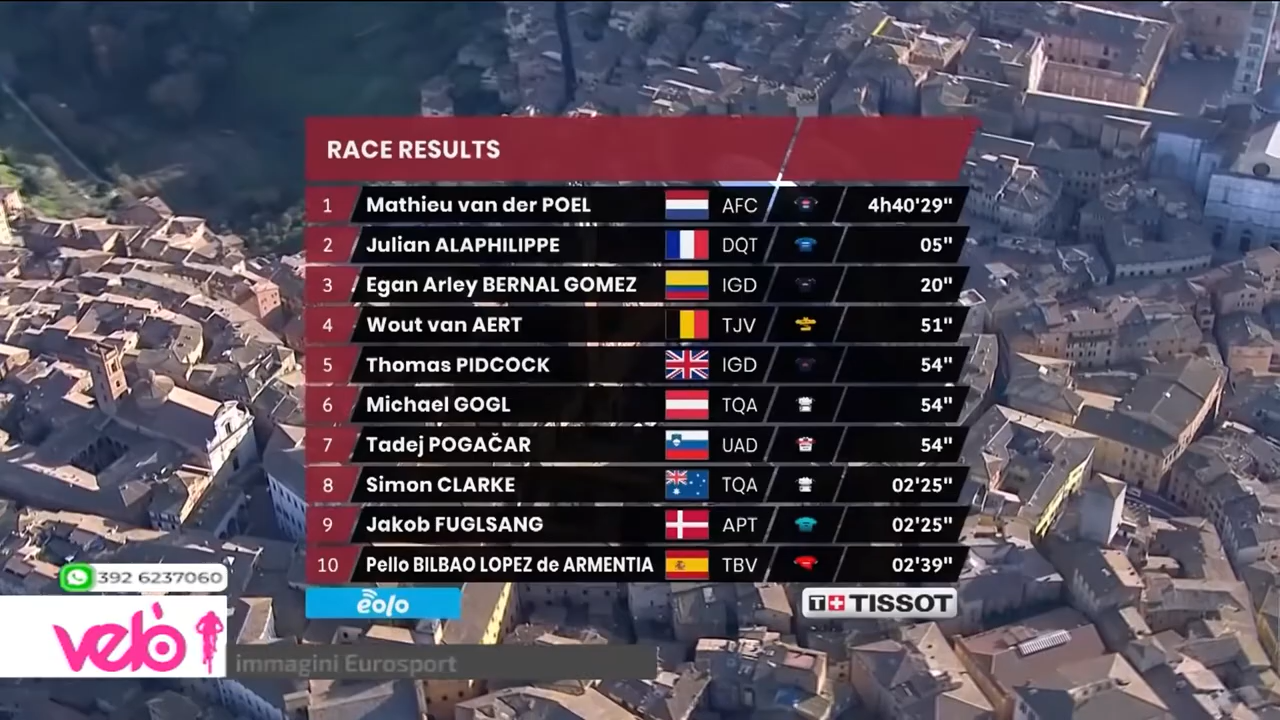 RACE RESULTS
1 Mathieu van der POEL AFC 4h40'29"
2 Julian ALAPHILIPPE DQT 05"
3 Egan Arley BERNAL GOMEZ IGD 20"
4 Wout van AERT TJV 51"
5 Thomas PIDCOCK IGD 54"
6 Michael GOGL TQA 54"
7 Tadej POGAČAR UAD 54"
8 Simon CLARKE TQA 02'25"
9 Jakob FUGLSANG APT 02'25"
10 Pello BILBAO LOPEZ de ARMENTIA TBV 02'39"
392 6237060
eolo
T+ TISSOT
velò
immagini Eurosport